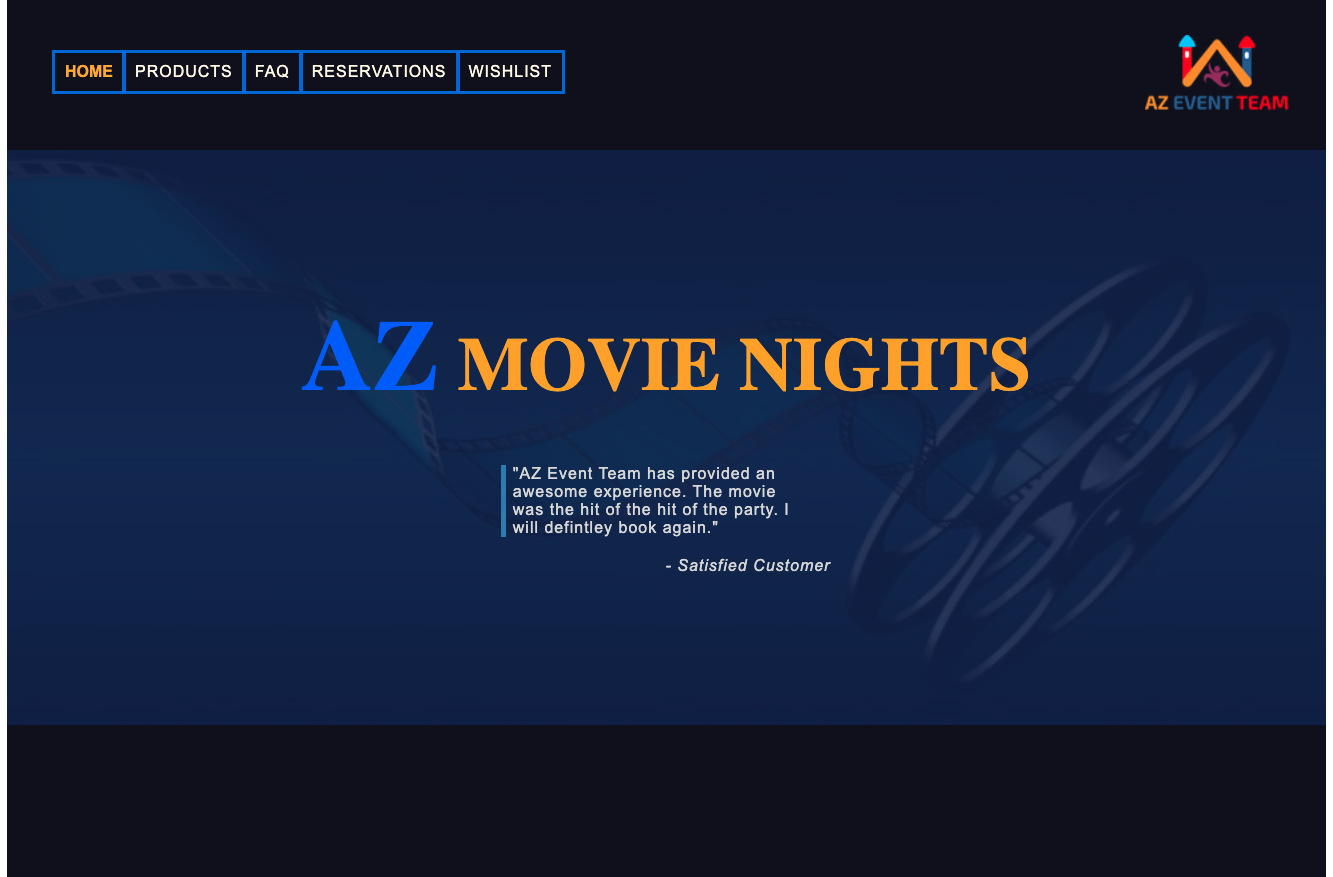 HOME PRODUCTS FAQ RESERVATIONS WISHLIST
AZ EVENT TEAM
AZ MOVIE NIGHTS
"AZ Event Team has provided an
awesome experience. The movie
was the hit of the hit of the party. I
will defintley book again."
- Satisfied Customer